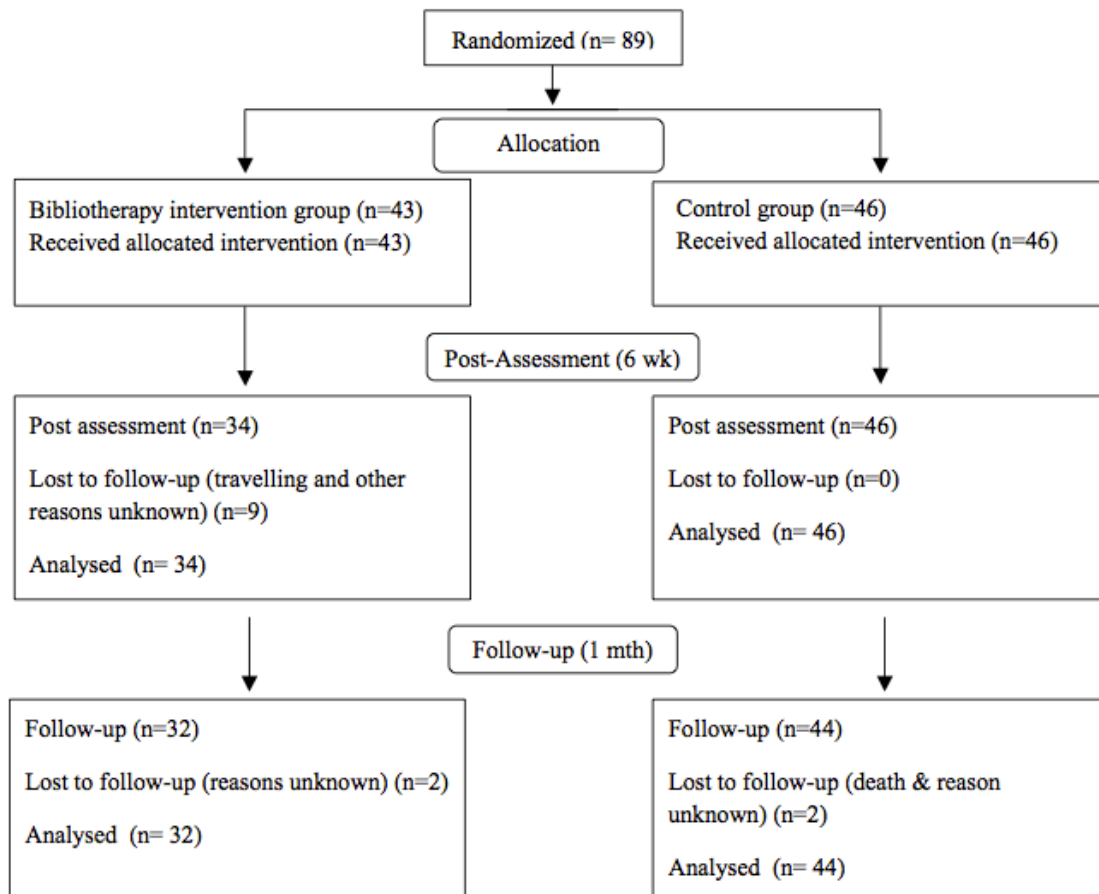 Randomized (n= 89)
Allocation
Bibliotherapy intervention group (n=43)
Received allocated intervention (n=43)
Control group (n=46)
Received allocated intervention (n=46)
Post-Assessment (6 wk)
Post assessment (n=34)
Lost to follow-up (travelling and other
reasons unknown) (n=9)
Analysed (n= 34)
Post assessment (n=46)
Lost to follow-up (n=0)
Analysed (n= 46)
Follow-up (1 mth)
Follow-up (n=32)
Lost to follow-up (reasons unknown) (n=2)
Analysed (n= 32)
Follow-up (n=44)
Lost to follow-up (death & reason
unknown) (n=2)
Analysed (n= 44)